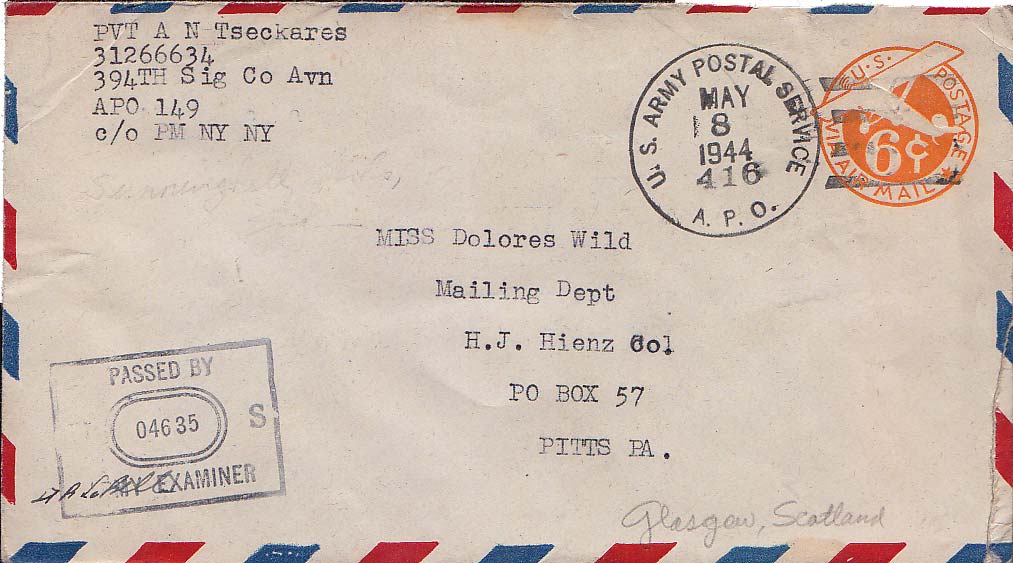 PVT A N Tseckares
31266634
394TH Sig Co Avn
APO 149
c/o PM NY NY
U. S. ARMY POSTAL SERVICE
MAY
8
1944
416
A. P. O.
U.S. POSTAGE
6¢
VIA AIR MAIL
MISS Dolores Wild
Mailing Dept
H.J. Hienz Col
PO BOX 57
PITTS PA.
PASSED BY
04635
S
EXAMINER
Glasgow, Scotland